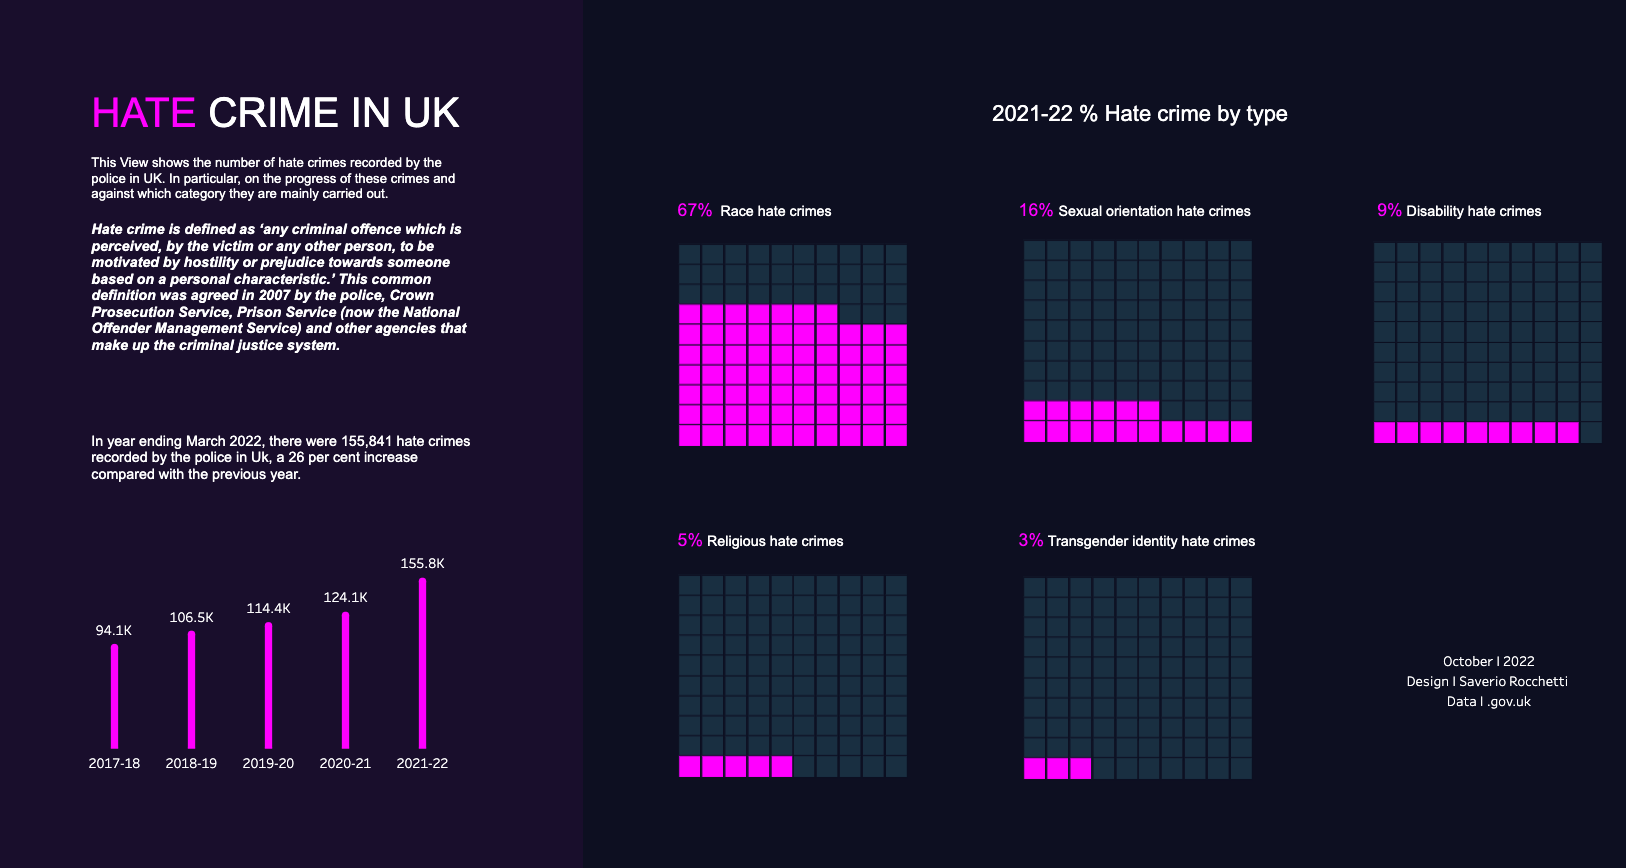 HATE CRIME IN UK
This View shows the number of hate crimes recorded by the
police in UK. In particular, on the progress of these crimes and
against which category they are mainly carried out.
Hate crime is defined as ‘any criminal offence which is
perceived, by the victim or any other person, to be
motivated by hostility or prejudice towards someone
based on a personal characteristic.’ This common
definition was agreed in 2007 by the police, Crown
Prosecution Service, Prison Service (now the National
Offender Management Service) and other agencies that
make up the criminal justice system.
In year ending March 2022, there were 155,841 hate crimes
recorded by the police in Uk, a 26 per cent increase
compared with the previous year.
94.1K
106.5K
114.4K
124.1K
155.8K
2017-18
2018-19
2019-20
2020-21
2021-22
2021-22 % Hate crime by type
67% Race hate crimes
16% Sexual orientation hate crimes
9% Disability hate crimes
5% Religious hate crimes
3% Transgender identity hate crimes
October I 2022
Design I Saverio Rocchetti
Data I .gov.uk